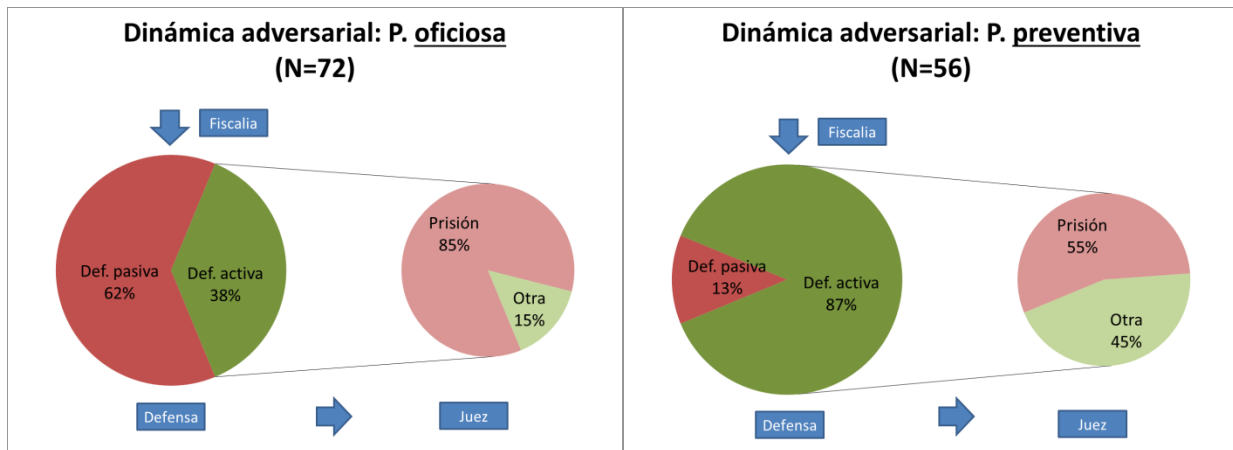 Dinámica adversarial: P. oficiosa
(N=72)
Fiscalia
Def. pasiva
62%
Def. activa
38%
Prisión
85%
Otra
15%
Defensa
Juez
Dinámica adversarial: P. preventiva
(N=56)
Fiscalia
Def. pasiva
13%
Def. activa
87%
Prisión
55%
Otra
45%
Defensa
Juez